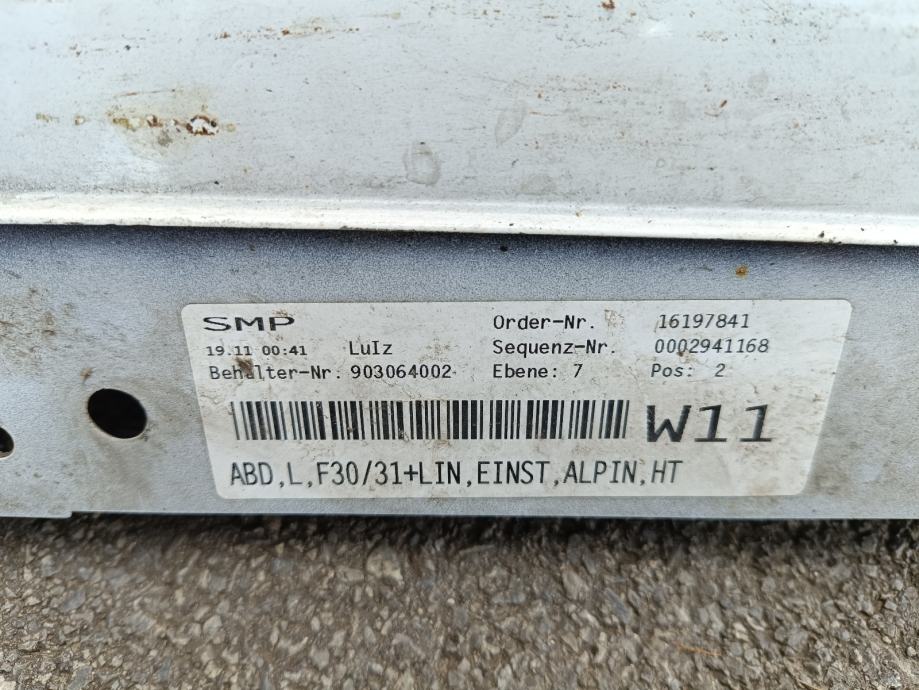 SMP Order-Nr. 16197841
19.11 00:41 LuIz Sequenz-Nr. 0002941168
Behälter-Nr: 903064002 Ebene: 7 Pos: 2
W11
ABD,L,F30/31+LIN,EINST,ALPIN,HT